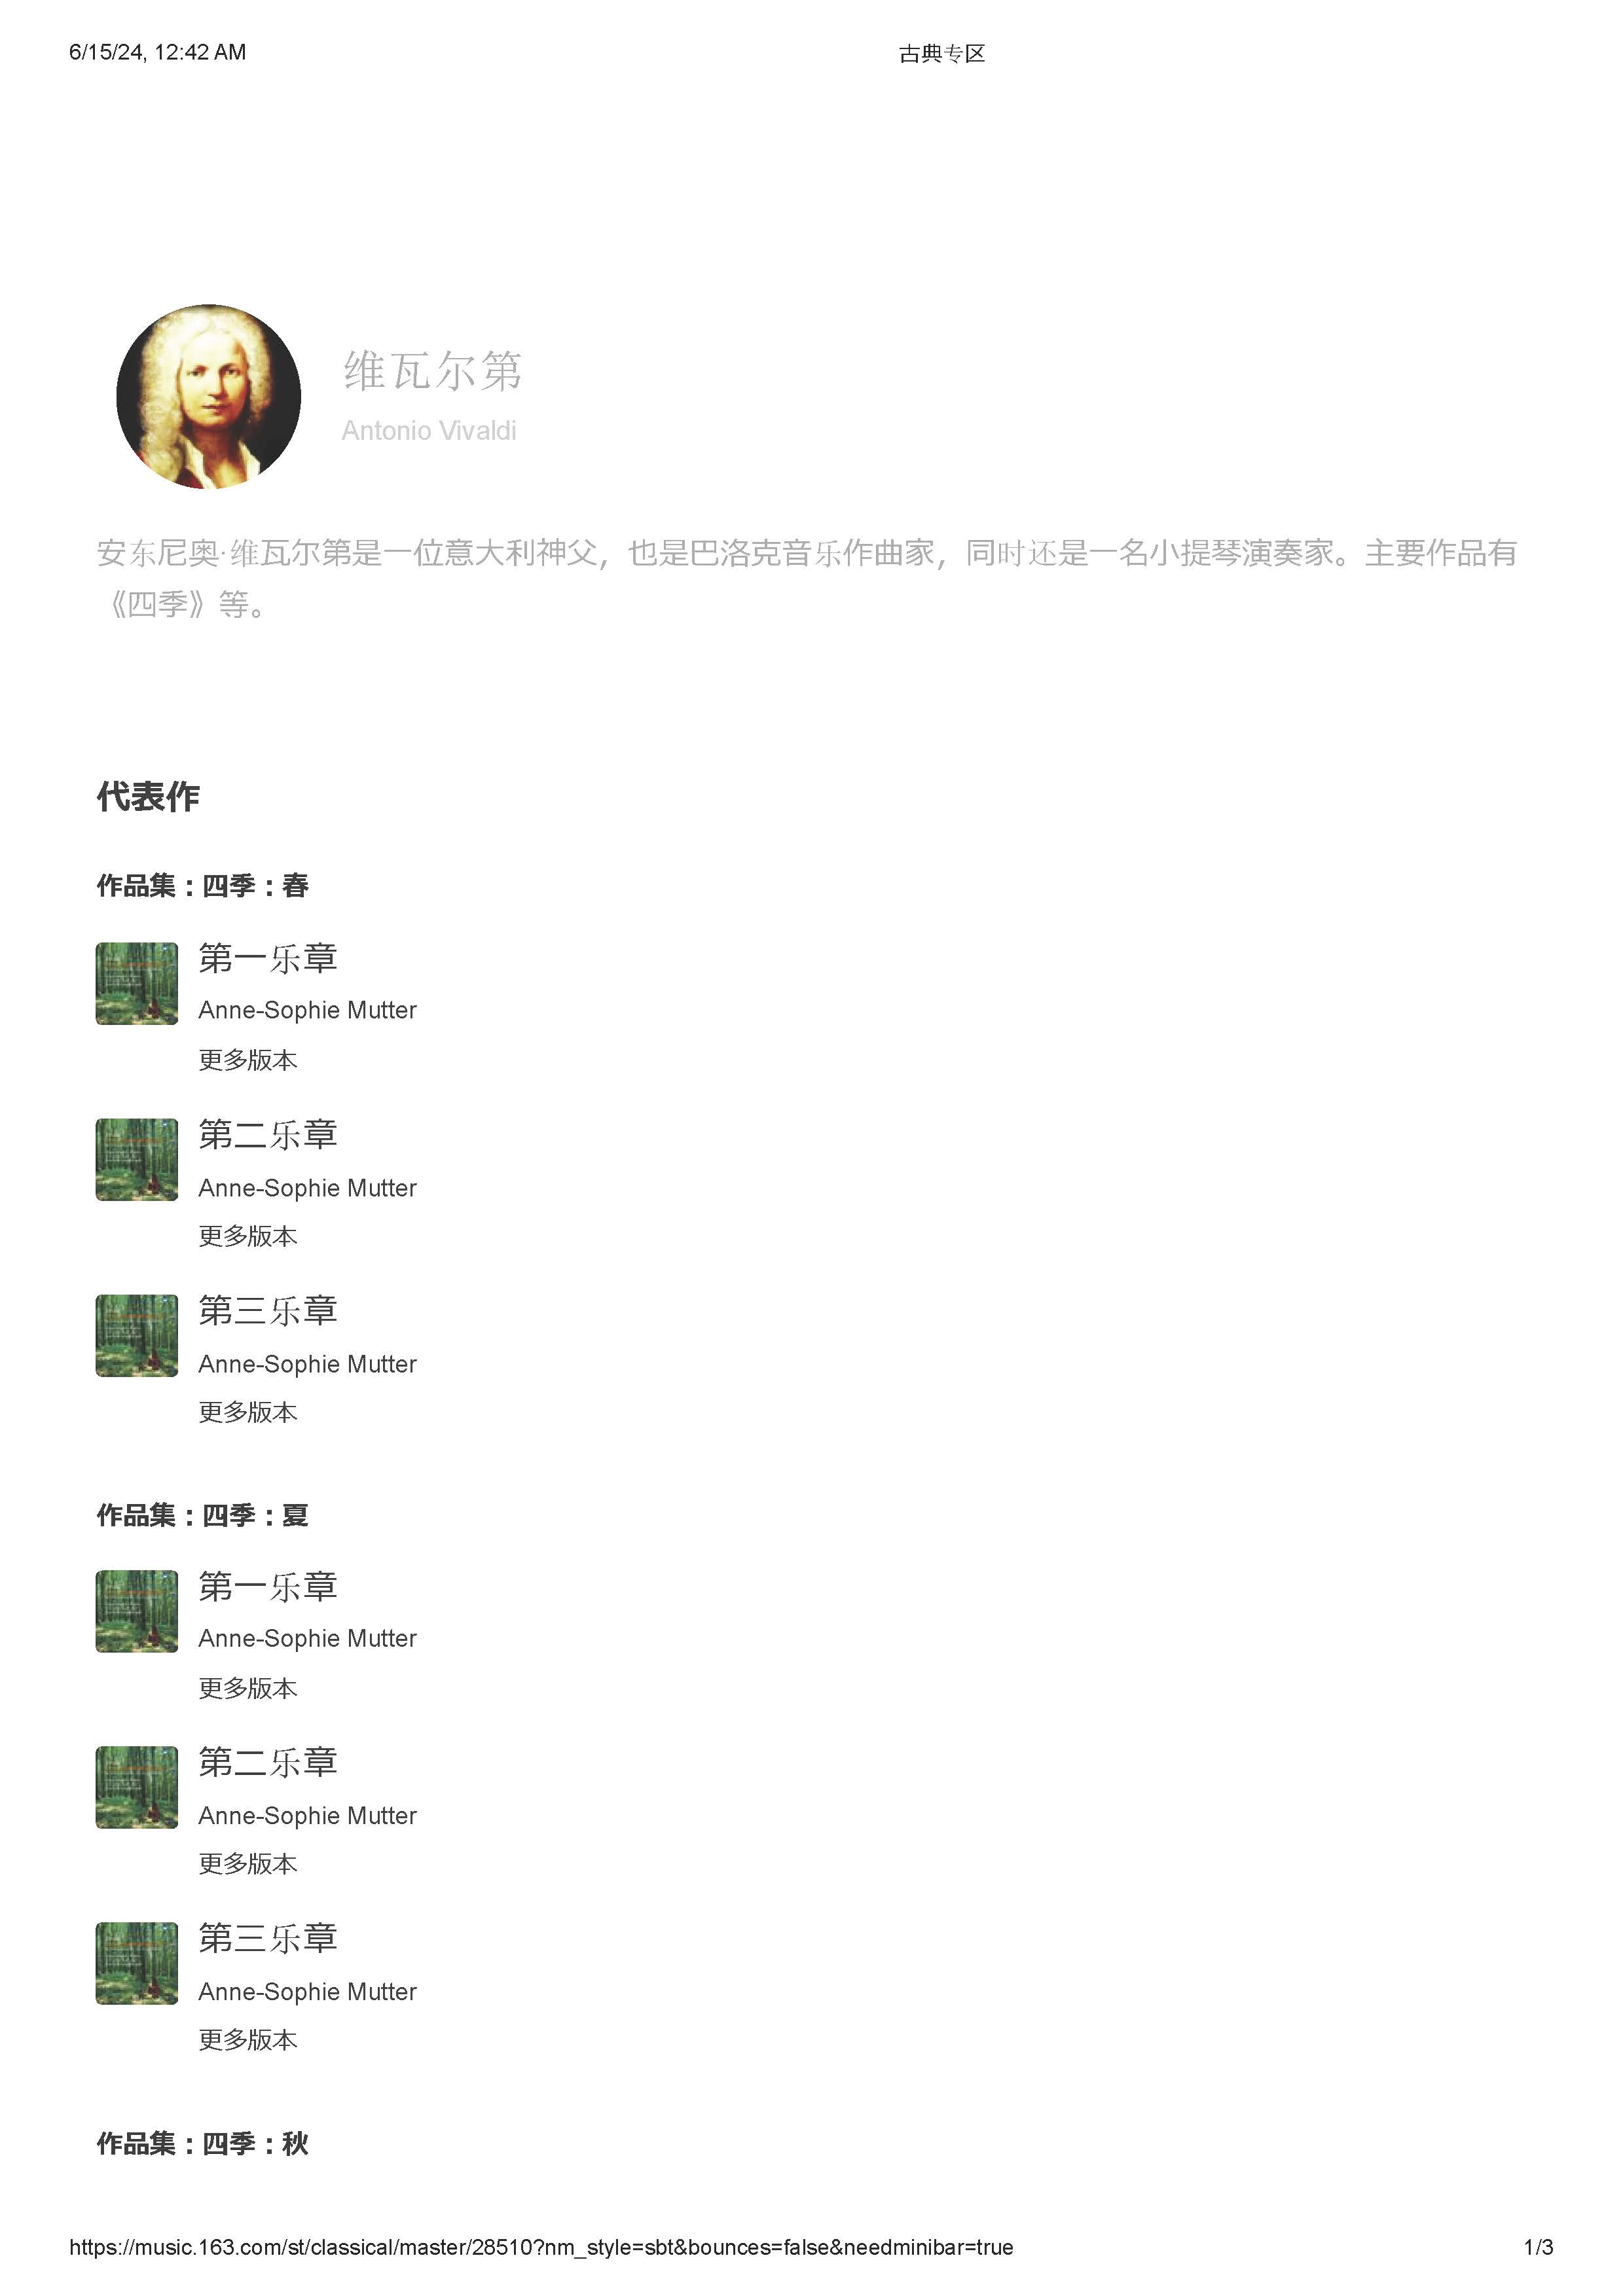 6/15/24, 12:42 AM 古典专区
维瓦尔第
Antonio Vivaldi
安东尼奥·维瓦尔第是一位意大利神父，也是巴洛克音乐作曲家，同时还是一名小提琴演奏家。主要作品有
《四季》等。
代表作
作品集：四季：春
第一乐章
Anne-Sophie Mutter
更多版本
第二乐章
Anne-Sophie Mutter
更多版本
第三乐章
Anne-Sophie Mutter
更多版本
作品集：四季：夏
第一乐章
Anne-Sophie Mutter
更多版本
第二乐章
Anne-Sophie Mutter
更多版本
第三乐章
Anne-Sophie Mutter
更多版本
作品集：四季：秋
https://music.163.com/st/classical/master/28510?nm_style=sbt&bounces=false&needminibar=true 1/3